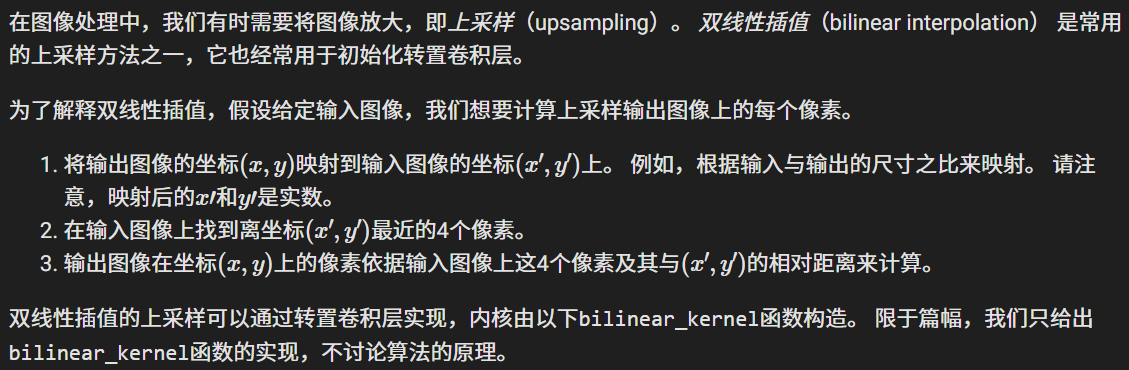 在图像处理中，我们有时需要将图像放大，即上采样（upsampling）。 双线性插值（bilinear interpolation） 是常用
的上采样方法之一，它也经常用于初始化转置卷积层。
为了解释双线性插值，假设给定输入图像，我们想要计算上采样输出图像上的每个像素。
1. 将输出图像的坐标(x, y)映射到输入图像的坐标(x′, y′)上。 例如，根据输入与输出的尺寸之比来映射。 请注
意，映射后的x′和y′是实数。
2. 在输入图像上找到离坐标(x′, y′)最近的4个像素。
3. 输出图像在坐标(x, y)上的像素依据输入图像上这4个像素及其与(x′, y′)的相对距离来计算。
双线性插值的上采样可以通过转置卷积层实现，内核由以下bilinear_kernel函数构造。 限于篇幅，我们只给出
bilinear_kernel函数的实现，不讨论算法的原理。